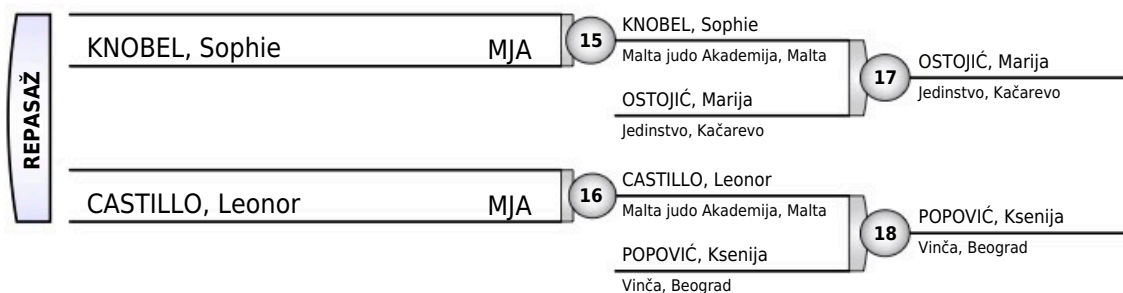 REPASAŽ
KNOBEL, Sophie MJA
15
KNOBEL, Sophie
Malta judo Akademija, Malta
OSTOJIĆ, Marija
Jedinstvo, Kačarevo
17
OSTOJIĆ, Marija
Jedinstvo, Kačarevo
CASTILLO, Leonor MJA
16
CASTILLO, Leonor
Malta judo Akademija, Malta
POPOVIĆ, Ksenija
Vinča, Beograd
18
POPOVIĆ, Ksenija
Vinča, Beograd